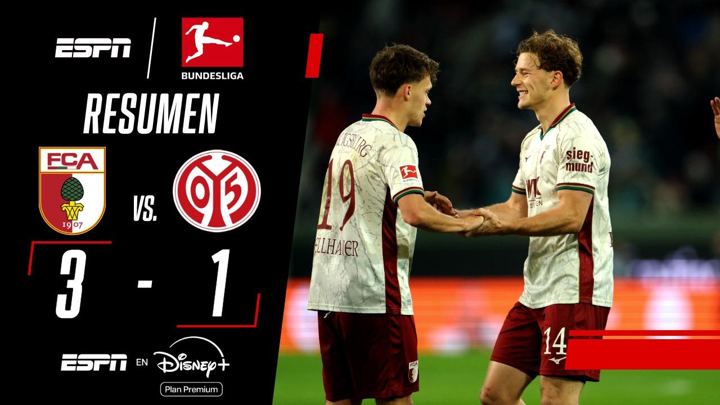 ESPN
BUNDESLIGA
RESUMEN
FCA
1907
vs.
05
3 - 1
ESPN EN Disney+
Plan Premium
19
sieg-
mund
14